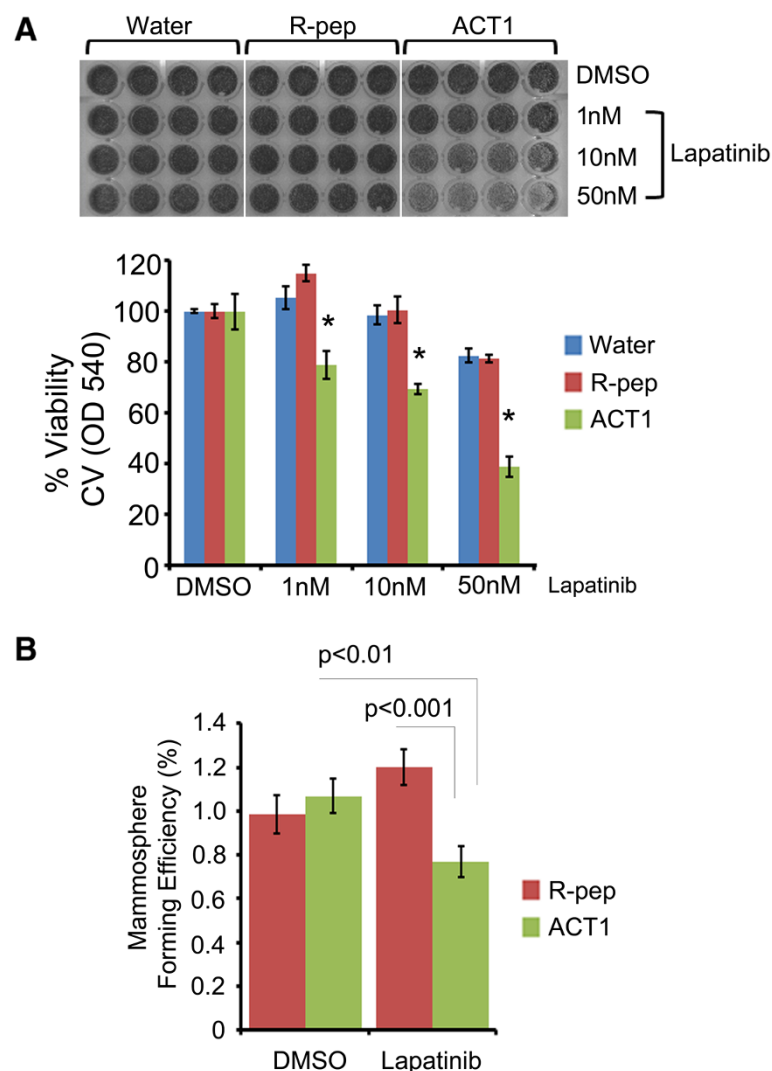 A
Water R-pep ACT1
DMSO
1nM
10nM
50nM
Lapatinib
120
100
80
60
40
20
0
% Viability
CV (OD 540)
*
*
*
Water
R-pep
ACT1
DMSO 1nM 10nM 50nM Lapatinib
B
p<0.01
p<0.001
1.4
1.2
1.0
0.8
0.6
0.4
0.2
0
Mammosphere
Forming Efficiency (%)
R-pep
ACT1
DMSO Lapatinib